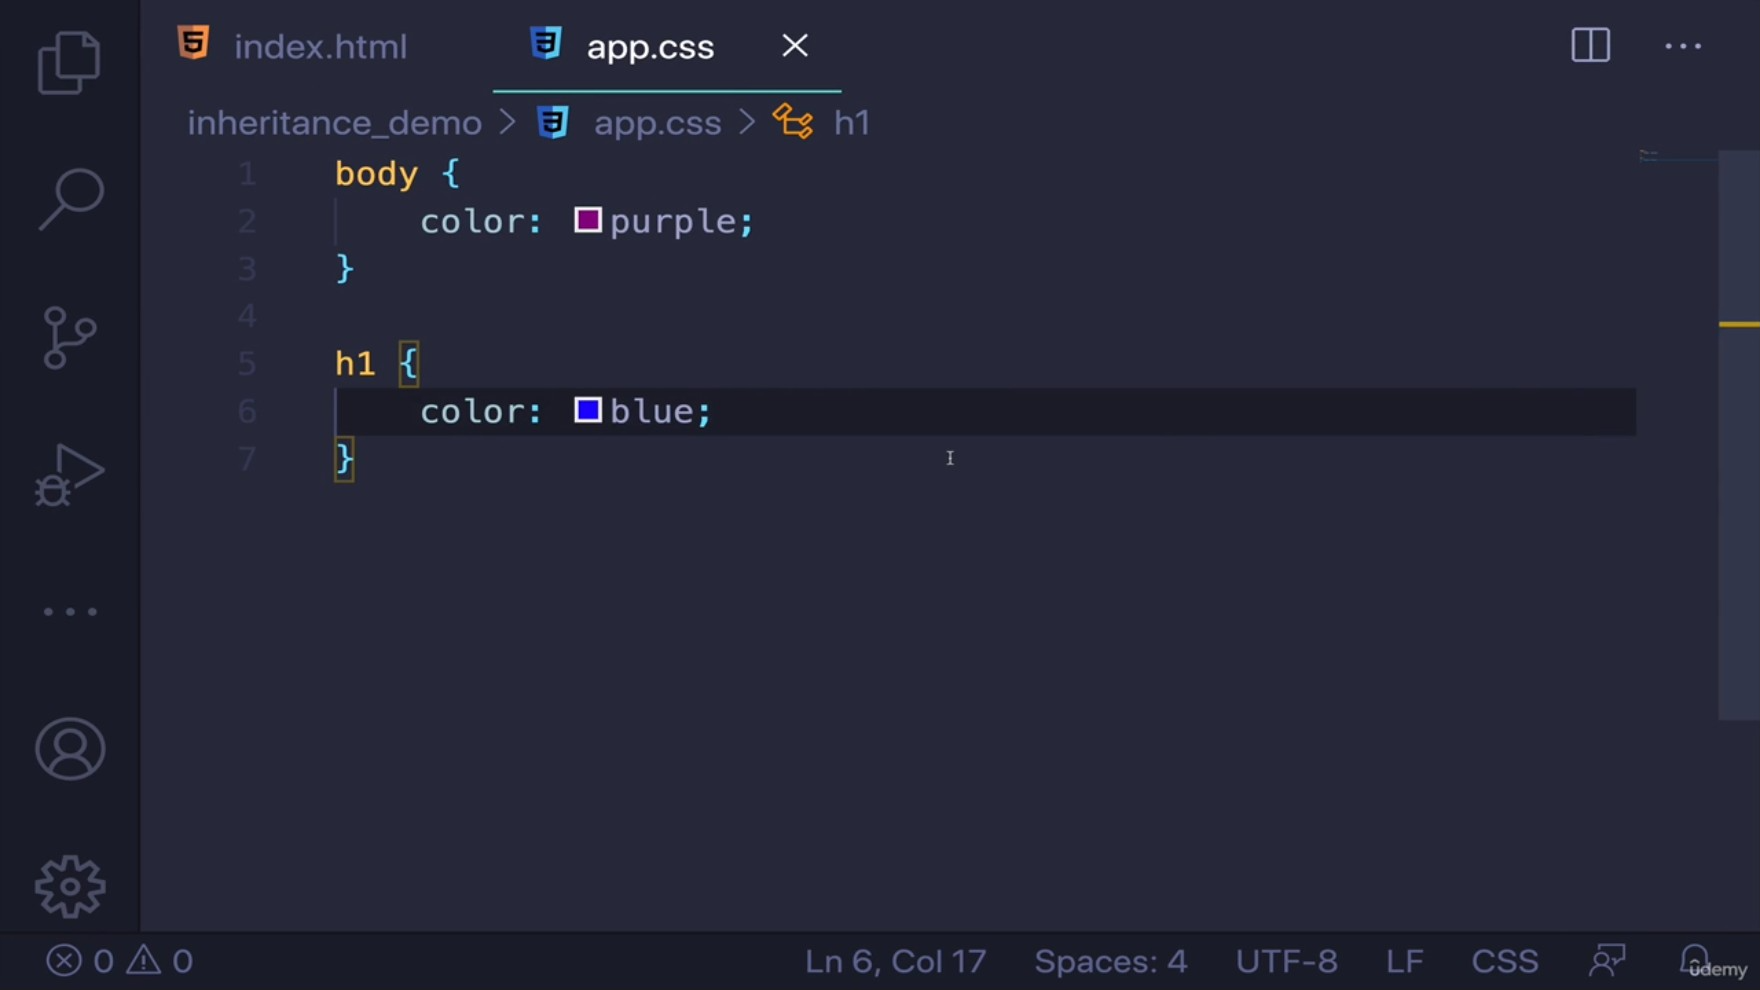 index.html app.css
inheritance_demo > app.css > h1
1 body {
2 color: purple;
3 }
4
5 h1 {
6 color: blue;
7 }
0 0 Ln 6, Col 17 Spaces: 4 UTF-8 LF CSS
udemy